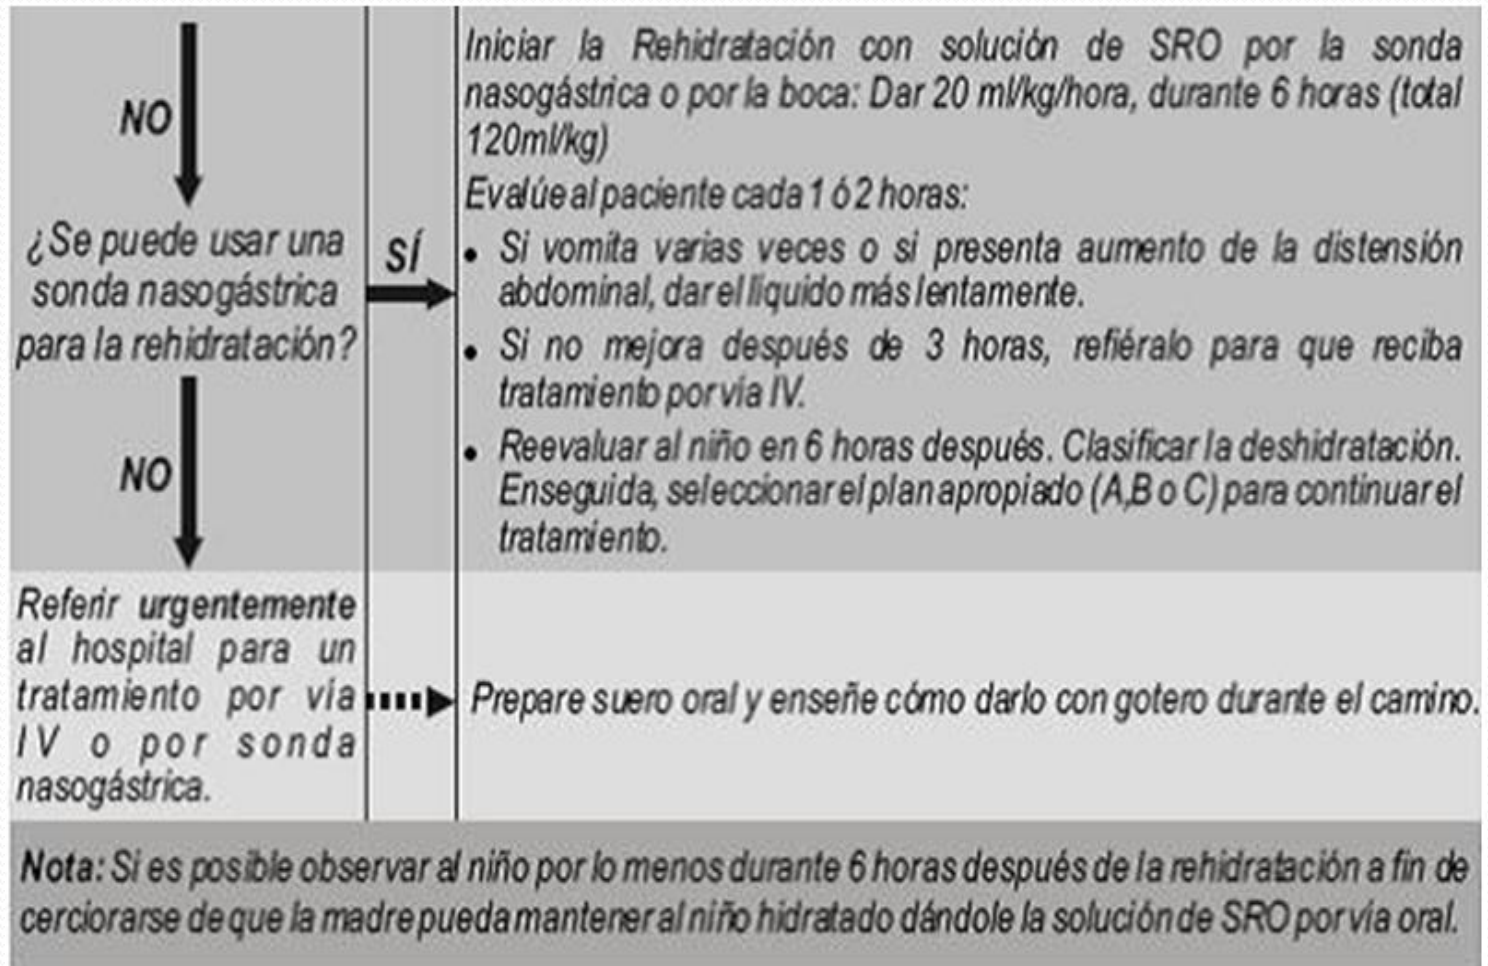 NO
¿Se puede usar una
sonda nasogástrica
para la rehidratación?
SÍ
Iniciar la Rehidratación con solución de SRO por la sonda
nasogástrica o por la boca: Dar 20 ml/kg/hora, durante 6 horas (total
120ml/kg)
Evalúe al paciente cada 1 ó 2 horas:
• Si vomita varias veces o si presenta aumento de la distensión
abdominal, dar el líquido más lentamente.
• Si no mejora después de 3 horas, refiéralo para que reciba
tratamiento por vía IV.
• Reevaluar al niño en 6 horas después. Clasificar la deshidratación.
Enseguida, seleccionar el plan apropiado (A,B o C) para continuar el
tratamiento.
NO
Referir urgentemente
al hospital para un
tratamiento por vía
IV o por sonda
nasogástrica.
Prepare suero oral y enseñe cómo darlo con gotero durante el camino.
Nota: Si es posible observar al niño por lo menos durante 6 horas después de la rehidratación a fin de
cerciorarse de que la madre pueda mantener al niño hidratado dándole la solución de SRO por vía oral.